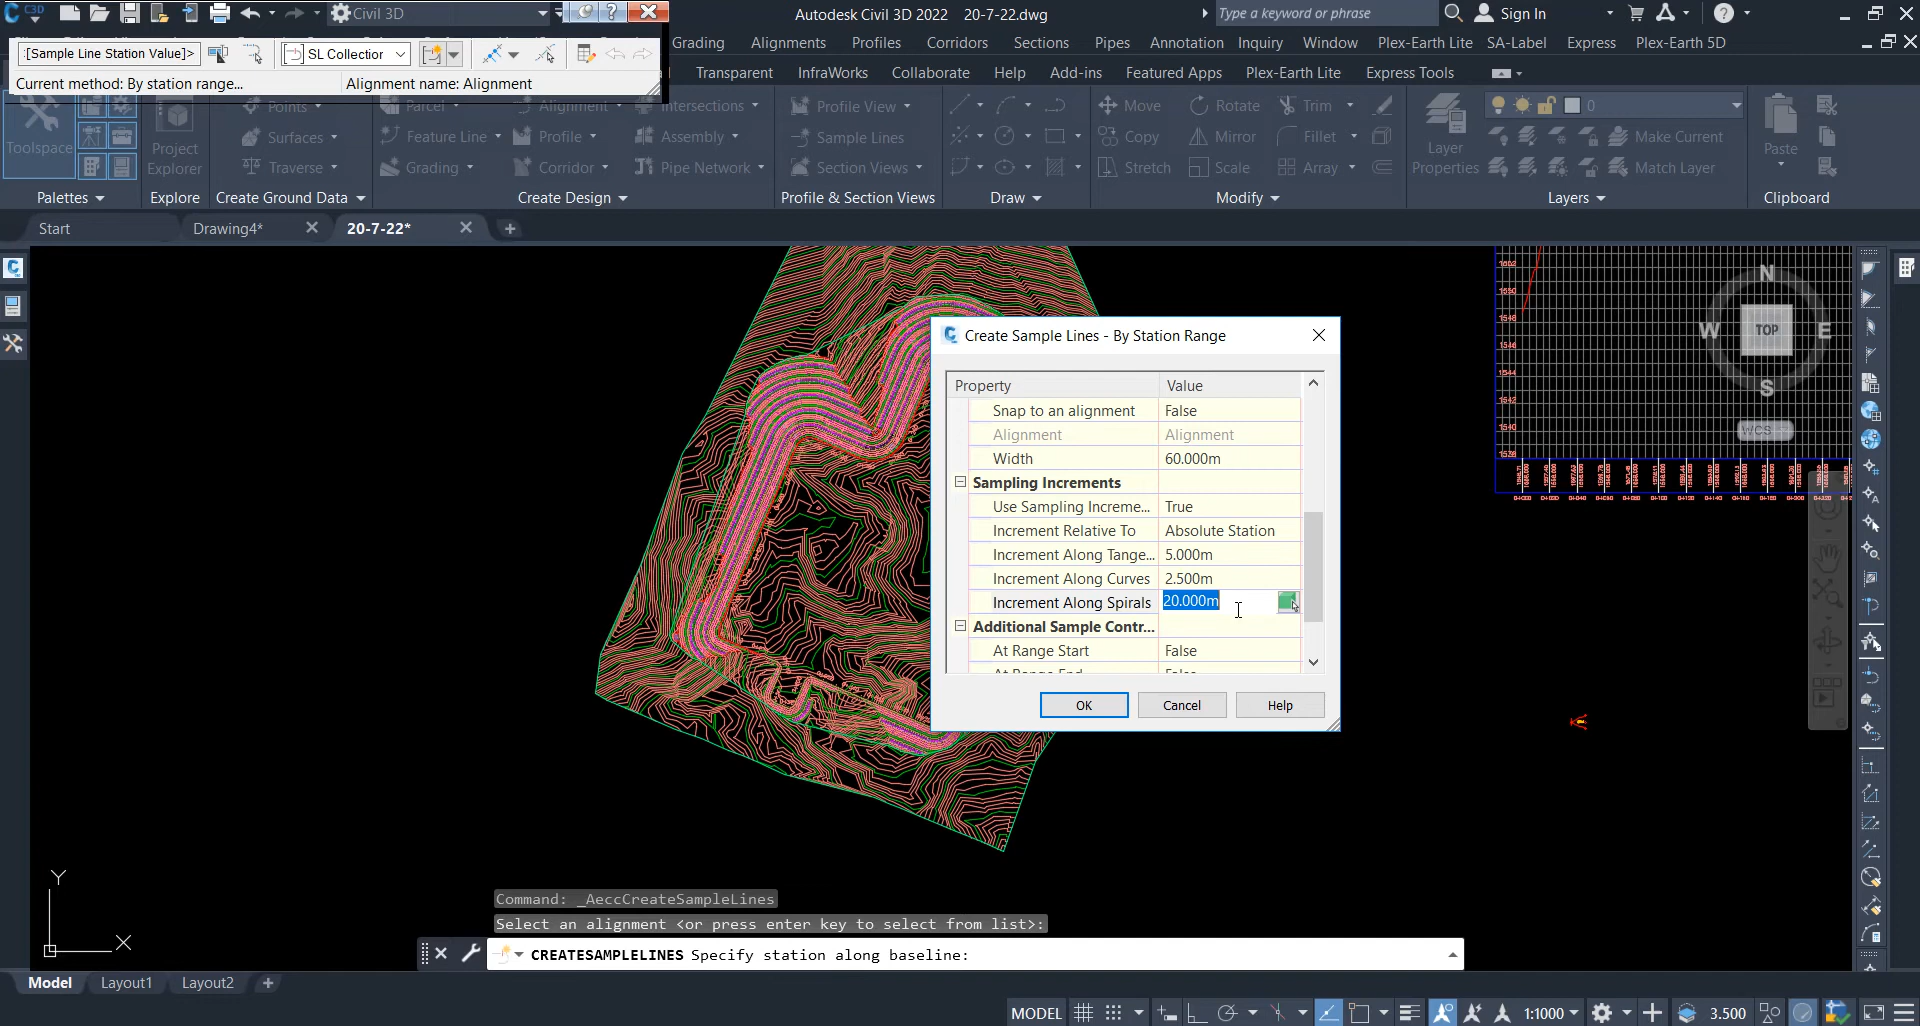 C3D Civil 3D Autodesk Civil 3D 2022 20-7-22.dwg Type a keyword or phrase Sign In
:[Sample Line Station Value]> SL Collection Grading Alignments Profiles Corridors Sections Pipes Annotation Inquiry Window Plex-Earth Lite SA-Label Express Plex-Earth 5D
Current method: By station range... Alignment name: Alignment Transparent InfraWorks Collaborate Help Add-ins Featured Apps Plex-Earth Lite Express Tools
Points Parcel Alignment Intersections Profile View Move Rotate Trim 0
Toolspace Project Explorer Surfaces Feature Line Profile Assembly Sample Lines Copy Mirror Fillet Layer Properties Make Current Paste
Traverse Grading Corridor Pipe Network Section Views Stretch Scale Array Match Layer
Palettes Explore Create Ground Data Create Design Profile & Section Views Draw Modify Layers Clipboard
Start Drawing4* 20-7-22*
N
W TOP E
S
WCS
Create Sample Lines - By Station Range
Property Value
Snap to an alignment False
Alignment Alignment
Width 60.000m
Sampling Increments
Use Sampling Increme... True
Increment Relative To Absolute Station
Increment Along Tange... 5.000m
Increment Along Curves 2.500m
Increment Along Spirals 20.000m
Additional Sample Contr...
At Range Start False
At Range End False
OK Cancel Help
Y
X
Command: _AeccCreateSampleLines
Select an alignment <or press enter key to select from list>:
CREATESAMPLELINES Specify station along baseline:
Model Layout1 Layout2
MODEL 1:1000 3.500